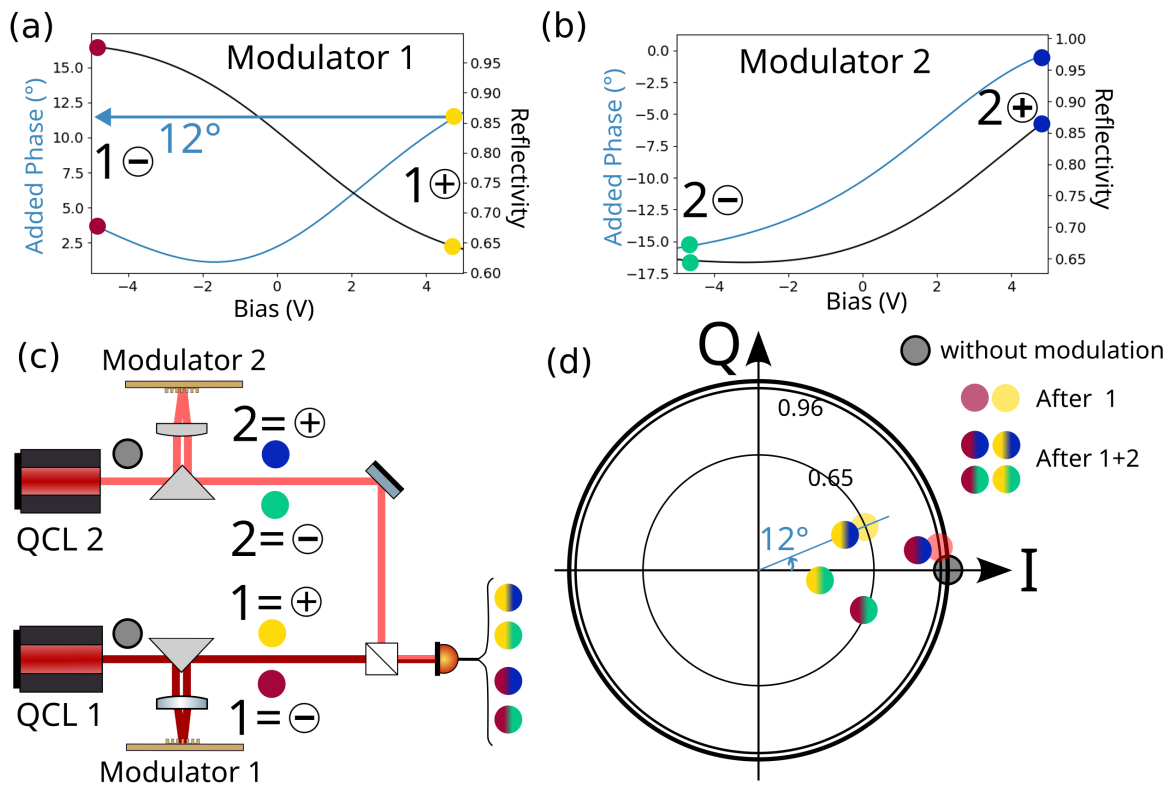 (a)
Modulator 1
Added Phase (°)
15.0
12.5
10.0
7.5
5.0
2.5
12°
1⊖
1⊕
0.95
0.90
0.85
0.80
0.75
0.70
0.65
0.60
Reflectivity
−4
−2
0
2
4
Bias (V)
(b)
Modulator 2
Added Phase (°)
0.0
−2.5
−5.0
−7.5
−10.0
−12.5
−15.0
−17.5
2⊕
2⊖
1.00
0.95
0.90
0.85
0.80
0.75
0.70
0.65
Reflectivity
−4
−2
0
2
4
Bias (V)
(c)
Modulator 2
2=⊕
QCL 2
2=⊖
1=⊕
QCL 1
1=⊖
Modulator 1
(d)
Q
I
0.96
0.65
12°
without modulation
After 1
After 1+2